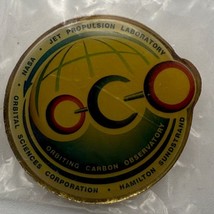 NASA • JET PROPULSION LABORATORY
OCO
ORBITING CARBON OBSERVATORY
ORBITAL SCIENCES CORPORATION • HAMILTON SUNDSTRAND